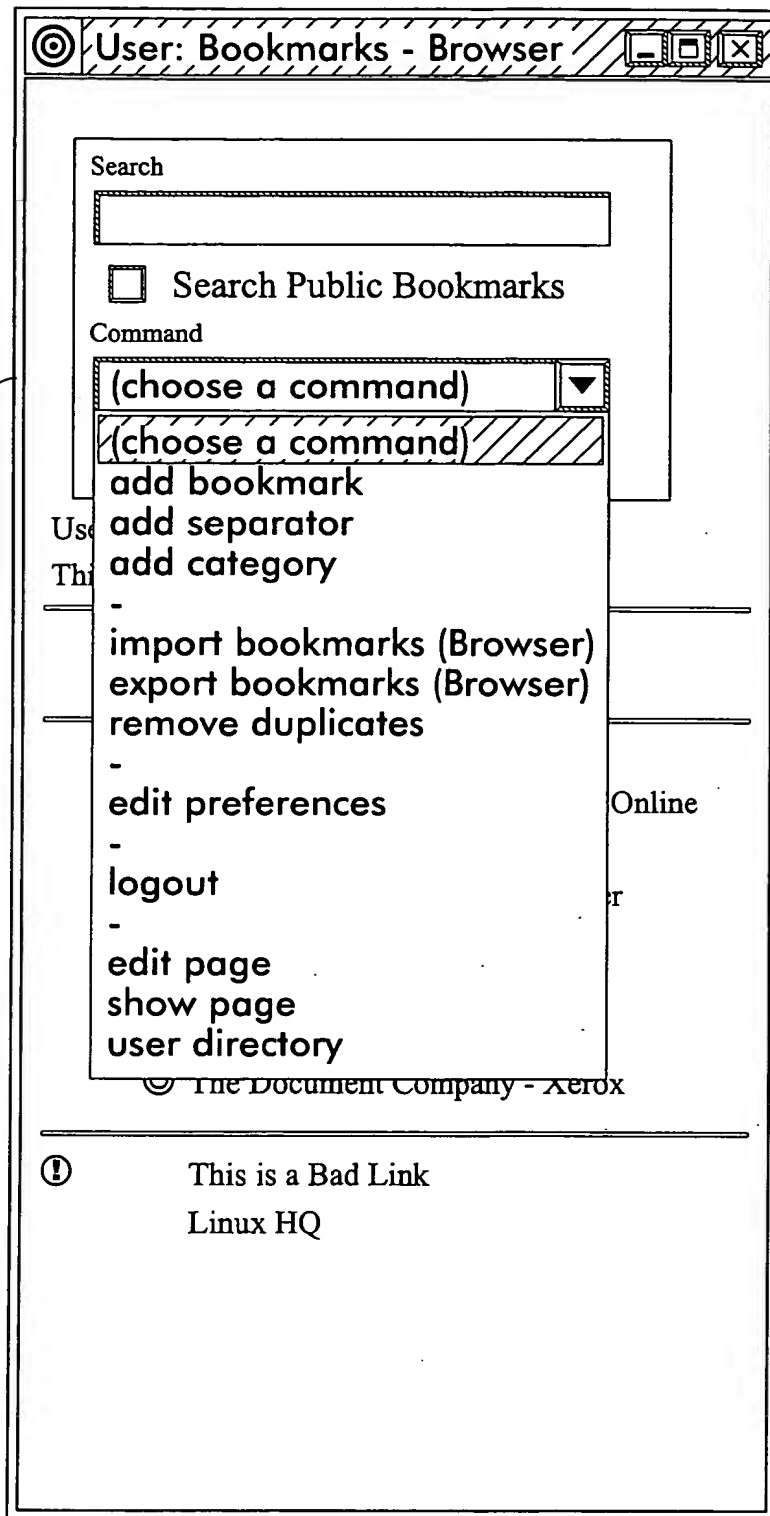 User: Bookmarks - Browser
Search
Search Public Bookmarks
Command
(choose a command)
(choose a command)
add bookmark
add separator
add category
-
import bookmarks (Browser)
export bookmarks (Browser)
remove duplicates
-
edit preferences
Online
-
logout
-
edit page
show page
user directory
The Document Company - Xerox
This is a Bad Link
Linux HQ